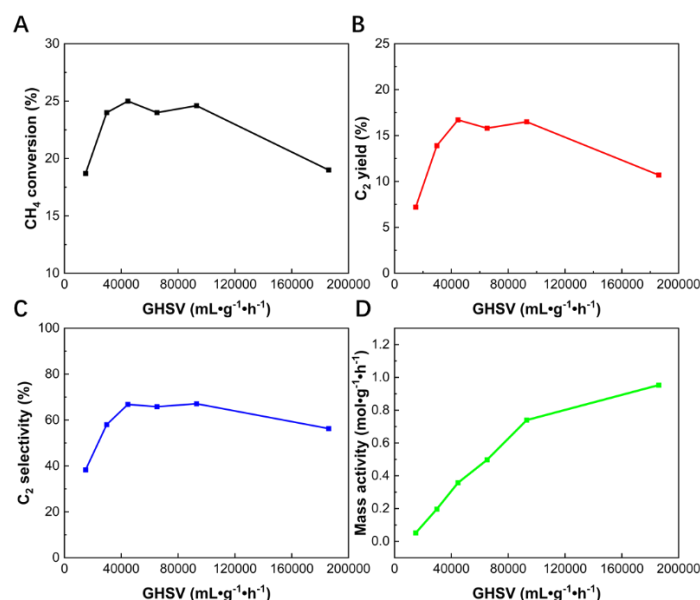 A
30
25
20
15
10
CH₄ conversion (%)
0 40000 80000 120000 160000 200000
GHSV (mL•g⁻¹•h⁻¹)
B
25
20
15
10
5
0
C₂ yield (%)
0 40000 80000 120000 160000 200000
GHSV (mL•g⁻¹•h⁻¹)
C
100
80
60
40
20
0
C₂ selectivity (%)
0 40000 80000 120000 160000 200000
GHSV (mL•g⁻¹•h⁻¹)
D
1.2
1.0
0.8
0.6
0.4
0.2
0.0
Mass activity (mol•g⁻¹•h⁻¹)
0 40000 80000 120000 160000 200000
GHSV (mL•g⁻¹•h⁻¹)